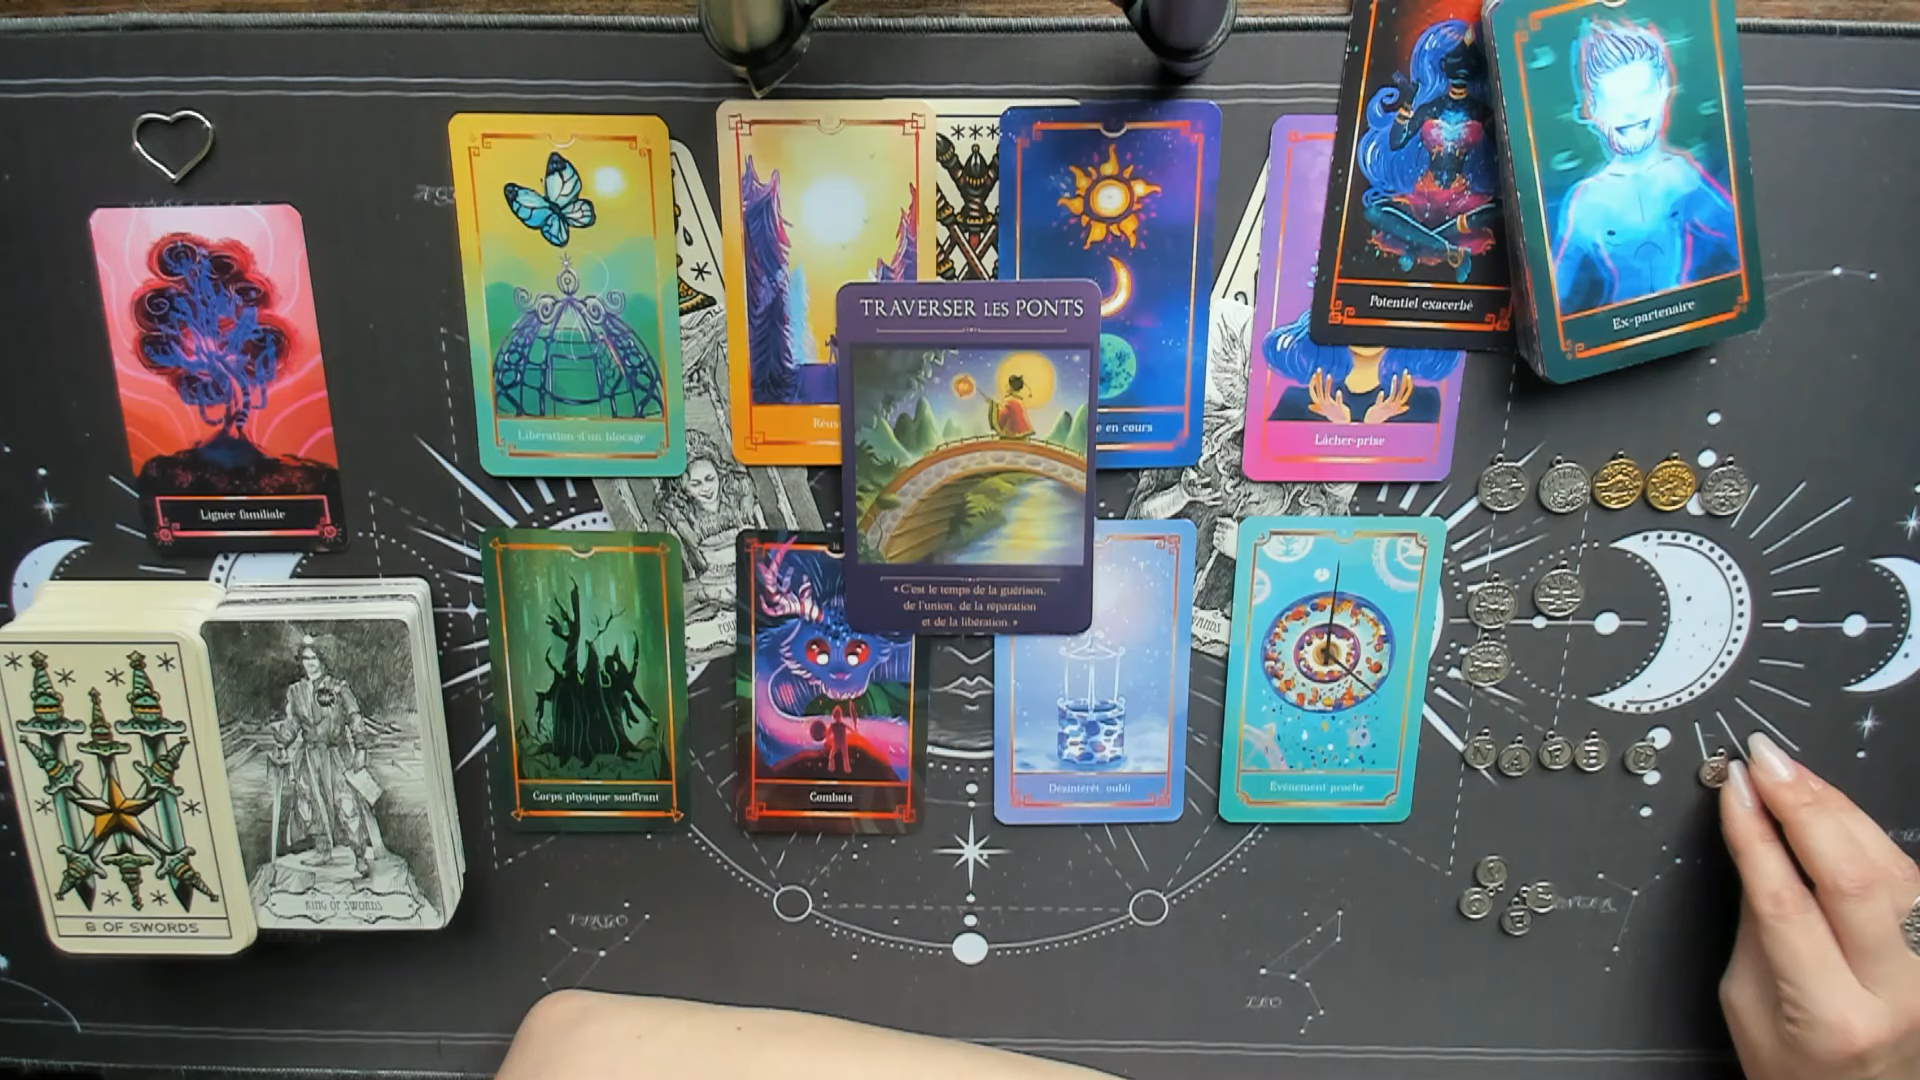 Potentiel exacerbé
Ex-partenaire
TRAVERSER LES PONTS
Libération d'un blocage
en cours
Lâcher-prise
Lignée familiale
« C'est le temps de la guérison,
de l'union, de la réparation
et de la libération. »
Corps physique souffrant
Combats
Désintérêt, oubli
Événement proche
8 OF SWORDS
KING OF SWORDS
VIRGO
LEO